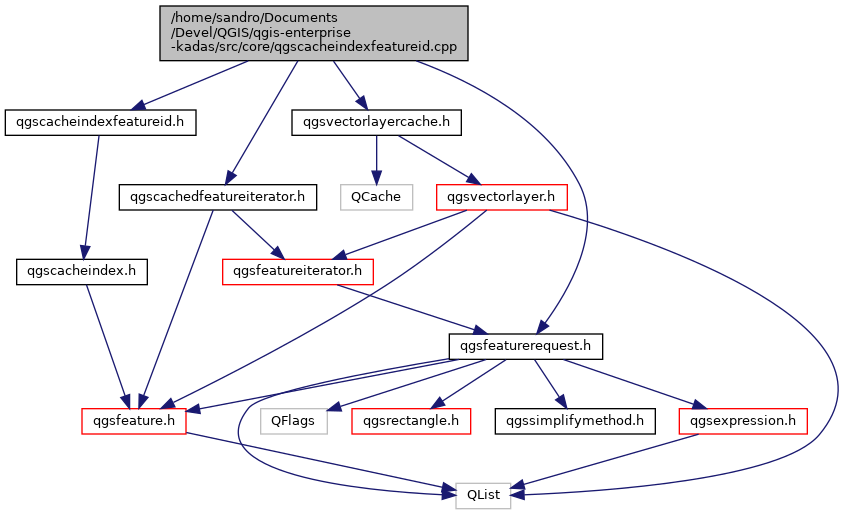 /home/sandro/Documents
/Devel/QGIS/qgis-enterprise
-kadas/src/core/qgscacheindexfeatureid.cpp
qgscacheindexfeatureid.h
qgsvectorlayercache.h
qgscachedfeatureiterator.h
QCache
qgsvectorlayer.h
qgscacheindex.h
qgsfeatureiterator.h
qgsfeaturerequest.h
qgsfeature.h
QFlags
qgsrectangle.h
qgssimplifymethod.h
qgsexpression.h
QList